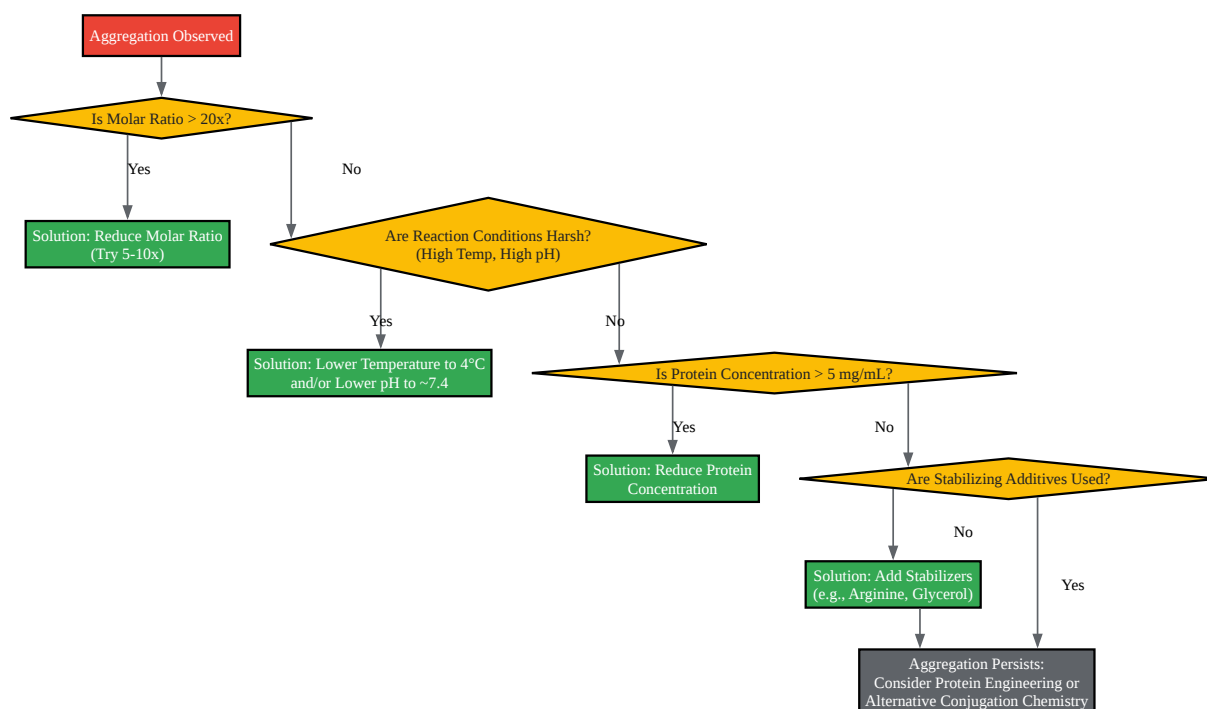 Aggregation Observed
Is Molar Ratio > 20x?
Yes
No
Solution: Reduce Molar Ratio
(Try 5-10x)
Are Reaction Conditions Harsh?
(High Temp, High pH)
Yes
No
Solution: Lower Temperature to 4°C
and/or Lower pH to ~7.4
Is Protein Concentration > 5 mg/mL?
Yes
No
Solution: Reduce Protein
Concentration
Are Stabilizing Additives Used?
No
Solution: Add Stabilizers
(e.g., Arginine, Glycerol)
Yes
Aggregation Persists:
Consider Protein Engineering or
Alternative Conjugation Chemistry